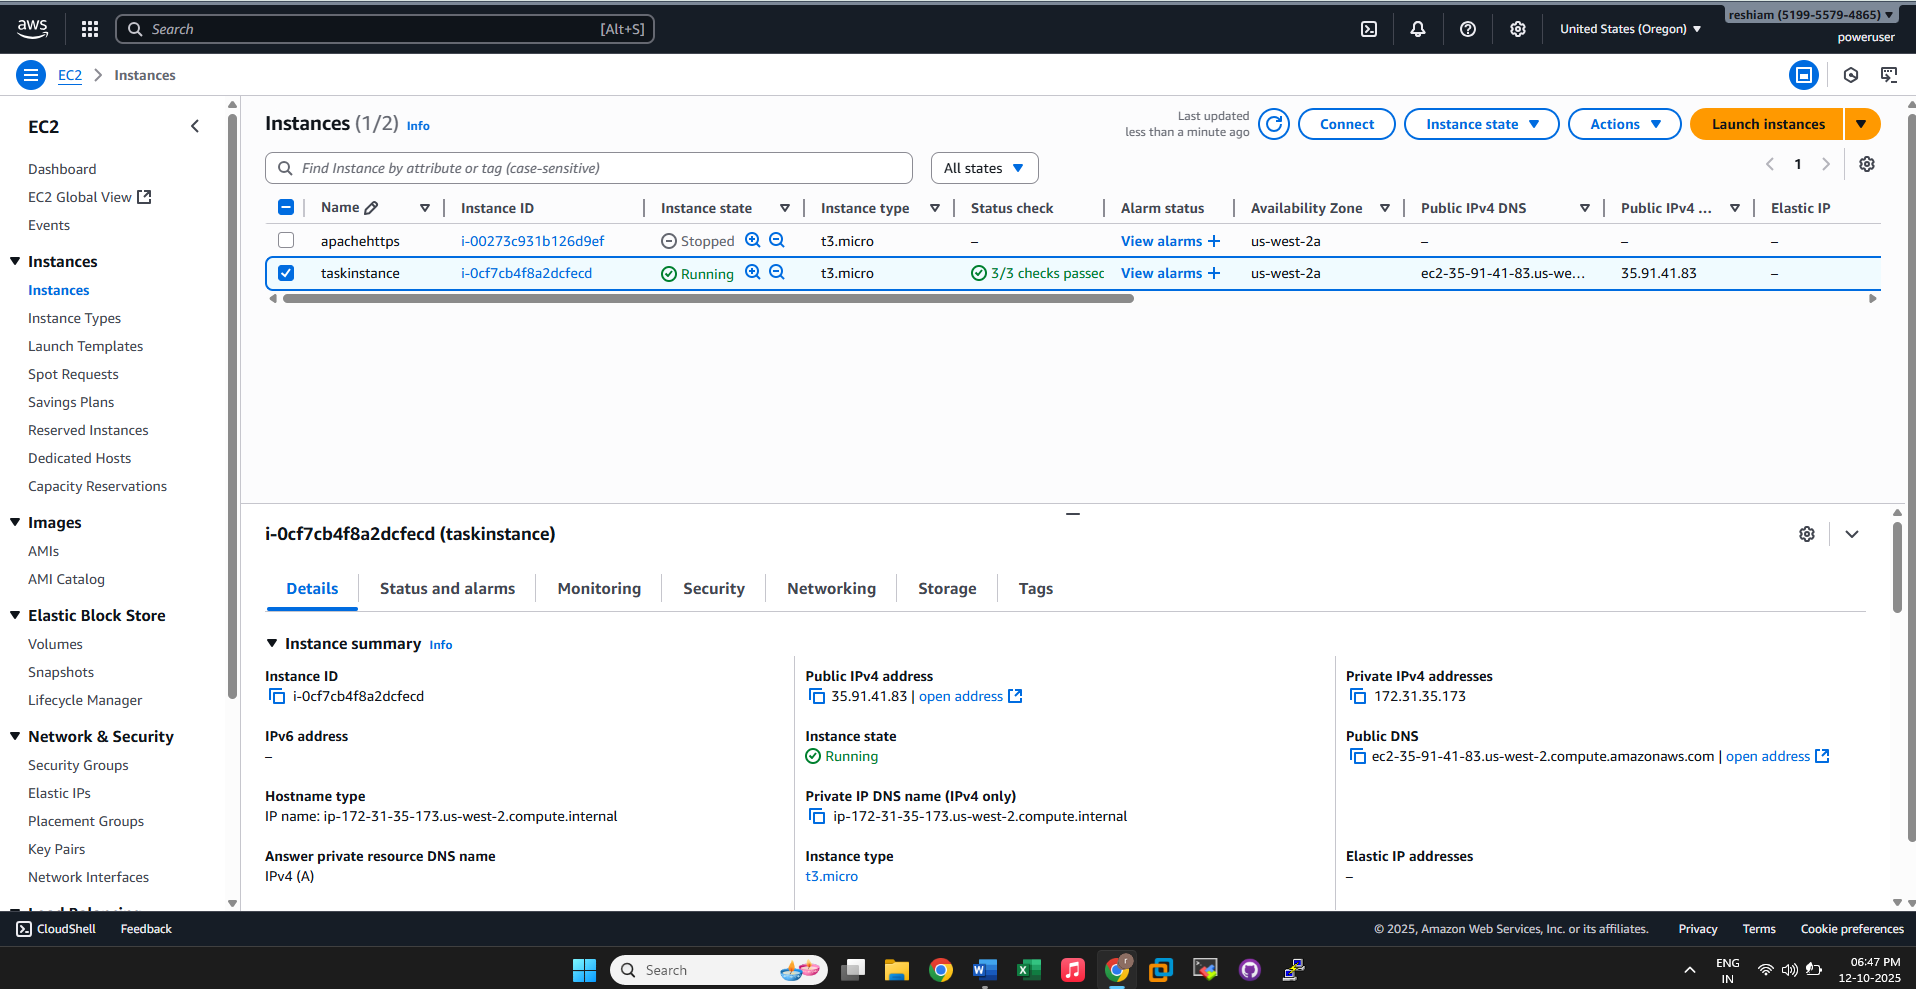 aws
Search [Alt+S]
United States (Oregon)
reshiam (5199-5579-4865)
poweruser
EC2 Instances
EC2
Dashboard
EC2 Global View
Events
Instances
Instances
Instance Types
Launch Templates
Spot Requests
Savings Plans
Reserved Instances
Dedicated Hosts
Capacity Reservations
Images
AMIs
AMI Catalog
Elastic Block Store
Volumes
Snapshots
Lifecycle Manager
Network & Security
Security Groups
Elastic IPs
Placement Groups
Key Pairs
Network Interfaces
Instances (1/2) Info
Last updated
less than a minute ago
Connect
Instance state
Actions
Launch instances
Find Instance by attribute or tag (case-sensitive)
All states
1
Name Instance ID Instance state Instance type Status check Alarm status Availability Zone Public IPv4 DNS Public IPv4 ... Elastic IP
apachehttps i-00273c931b126d9ef Stopped t3.micro – View alarms + us-west-2a – – –
taskinstance i-0cf7cb4f8a2dcfecd Running t3.micro 3/3 checks passec View alarms + us-west-2a ec2-35-91-41-83.us-we... 35.91.41.83 –
i-0cf7cb4f8a2dcfecd (taskinstance)
Details Status and alarms Monitoring Security Networking Storage Tags
Instance summary Info
Instance ID
i-0cf7cb4f8a2dcfecd
Public IPv4 address
35.91.41.83 | open address
Private IPv4 addresses
172.31.35.173
IPv6 address
–
Instance state
Running
Public DNS
ec2-35-91-41-83.us-west-2.compute.amazonaws.com | open address
Hostname type
IP name: ip-172-31-35-173.us-west-2.compute.internal
Private IP DNS name (IPv4 only)
ip-172-31-35-173.us-west-2.compute.internal
Answer private resource DNS name
IPv4 (A)
Instance type
t3.micro
Elastic IP addresses
–
CloudShell Feedback
© 2025, Amazon Web Services, Inc. or its affiliates. Privacy Terms Cookie preferences
Search
ENG
IN
06:47 PM
12-10-2025